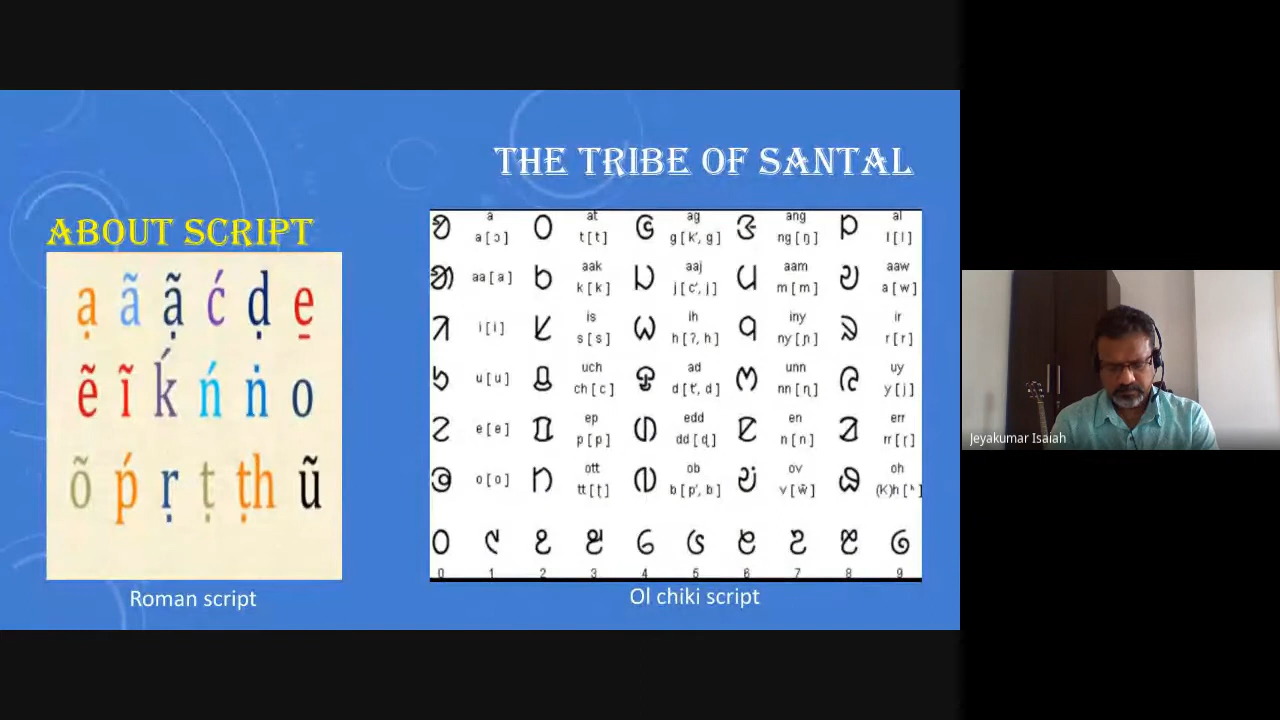 THE TRIBE OF SANTAL
ABOUT SCRIPT
ạ ã ạ̃ ć ḍ e̠
ẽ ĩ ḱ ń ṅ o
õ ṕ ṛ ṭ ṭh ũ
Roman script
a at ag ang al
ᱚ a [ ɔ ] ᱛ t [ t ] ᱜ g [ k', g ] ᱝ ng [ ŋ ] ᱞ l [ l ]
aak aaj aam aaw
ᱟ aa [ a ] ᱠ k [ k ] ᱡ j [ c', j ] ᱢ m [ m ] ᱣ a [ w ]
is ih iny ir
ᱤ i [ i ] ᱥ s [ s ] ᱦ h [ ʔ, h ] ᱧ ny [ ɲ ] ᱨ r [ r ]
uch ad unn uy
ᱩ u [ u ] ᱪ ch [ c ] ᱫ d [ t', d ] ᱬ nn [ ɳ ] ᱭ y [ j ]
ep edd en err
ᱮ e [ e ] ᱯ p [ p ] ᱰ dd [ ɖ ] ᱱ n [ n ] ᱲ rr [ ɽ ]
ott ob ov oh
ᱳ o [ o ] ᱴ tt [ ʈ ] ᱵ b [ p', b ] ᱶ v [ w̃ ] ᱷ (K)h [ ʰ ]
᱐ ᱑ ᱒ ᱓ ᱔ ᱕ ᱖ ᱗ ᱘ ᱙
0 1 2 3 4 5 6 7 8 9
Ol chiki script
Jeyakumar Isaiah